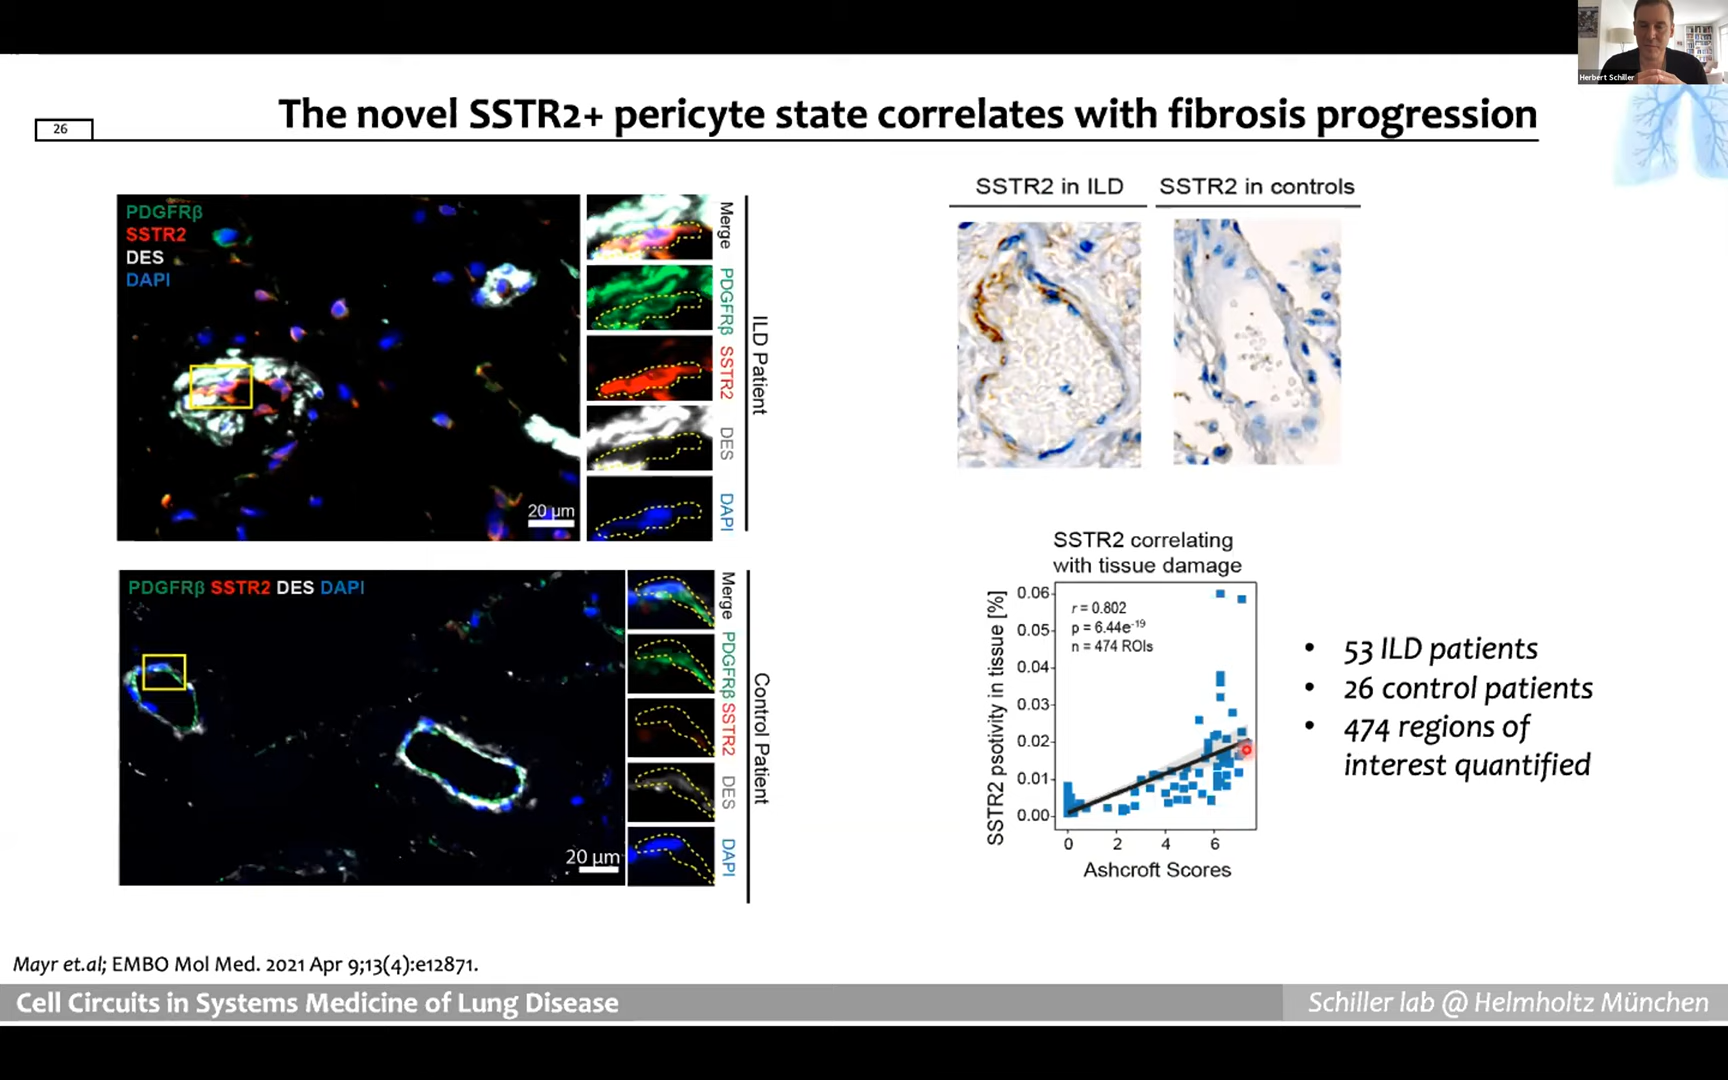 Herbert Schiller
26
The novel SSTR2+ pericyte state correlates with fibrosis progression
PDGFRβ
SSTR2
DES
DAPI
20 µm
Merge
PDGFRβ
SSTR2
DES
DAPI
ILD Patient
PDGFRβ SSTR2 DES DAPI
20 µm
Merge
PDGFRβ
SSTR2
DES
DAPI
Control Patient
SSTR2 in ILD
SSTR2 in controls
SSTR2 correlating
with tissue damage
SSTR2 psotivity in tissue [%]
0.06
0.05
0.04
0.03
0.02
0.01
0.00
r = 0.802
p = 6.44e-19
n = 474 ROIs
0 2 4 6
Ashcroft Scores
• 53 ILD patients
• 26 control patients
• 474 regions of
interest quantified
Mayr et.al; EMBO Mol Med. 2021 Apr 9;13(4):e12871.
Cell Circuits in Systems Medicine of Lung Disease
Schiller lab @ Helmholtz München